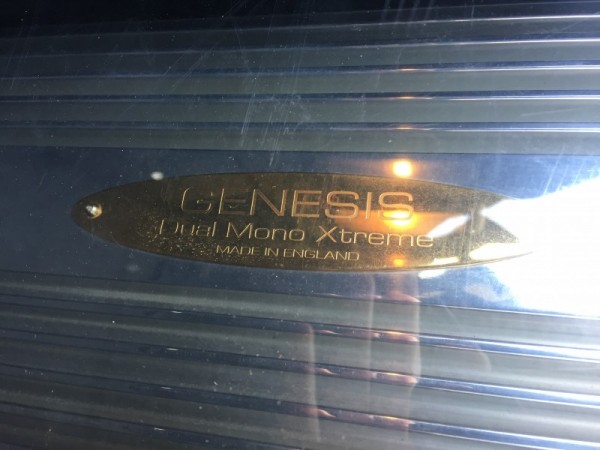 GENESIS
Dual Mono Xtreme
MADE IN ENGLAND